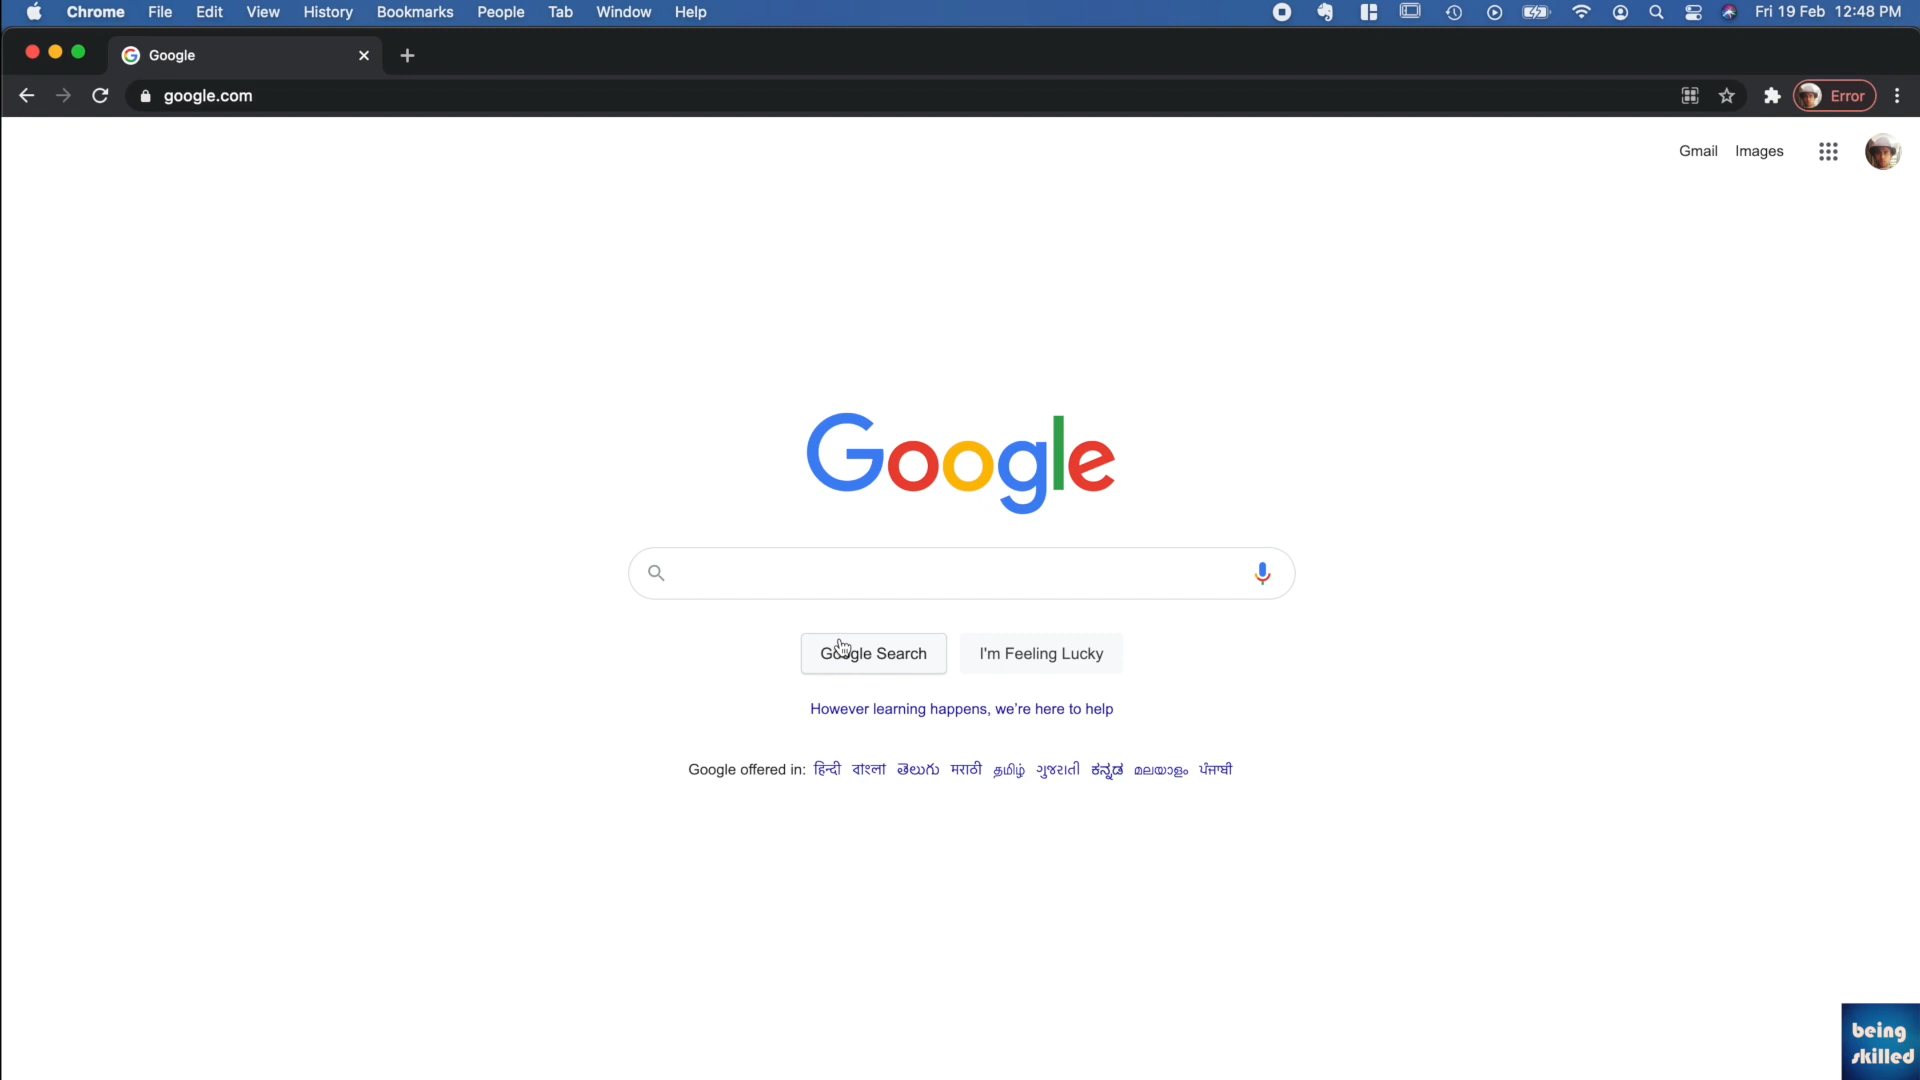 Chrome File Edit View History Bookmarks People Tab Window Help Fri 19 Feb 12:48 PM
Google
google.com Error
Gmail Images
Google
Google Search I'm Feeling Lucky
However learning happens, we're here to help
Google offered in: हिन्दी বাংলা తెలుగు मराठी தமிழ் ગુજરાતી ಕನ್ನಡ മലയാളം ਪੰਜਾਬੀ
being
skilled